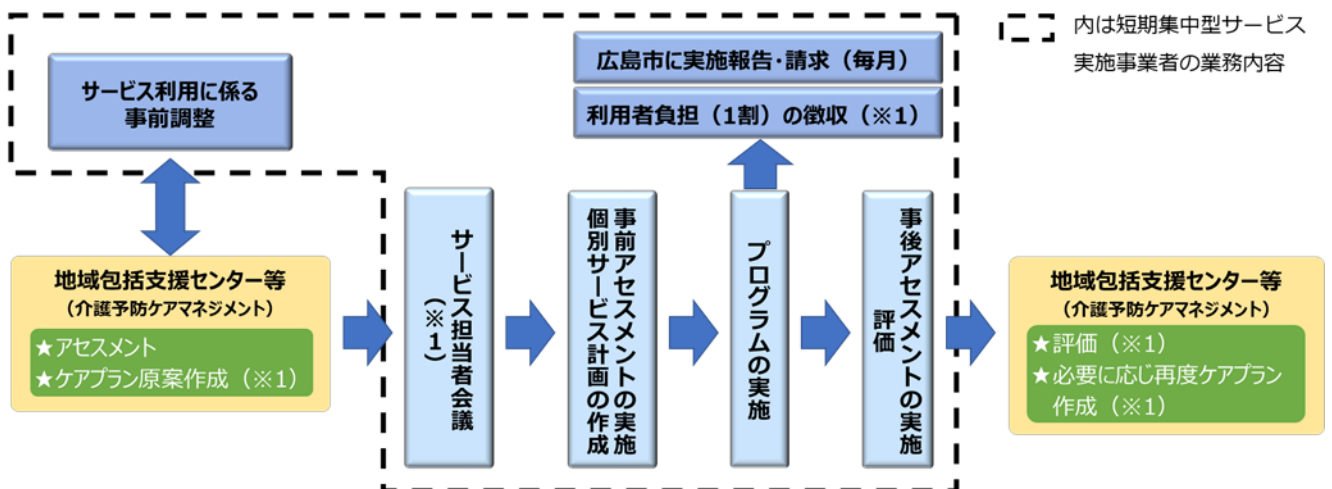 内は短期集中型サービス
実施事業者の業務内容
サービス利用に係る
事前調整
広島市に実施報告・請求（毎月）
利用者負担（1割）の徴収（※1）
地域包括支援センター等
（介護予防ケアマネジメント）
★アセスメント
★ケアプラン原案作成（※1）
サービス担当者会議
（※1）
事前アセスメントの実施
個別サービス計画の作成
プログラムの実施
事後アセスメントの実施
評価
地域包括支援センター等
（介護予防ケアマネジメント）
★評価（※1）
★必要に応じ再度ケアプラン
作成（※1）